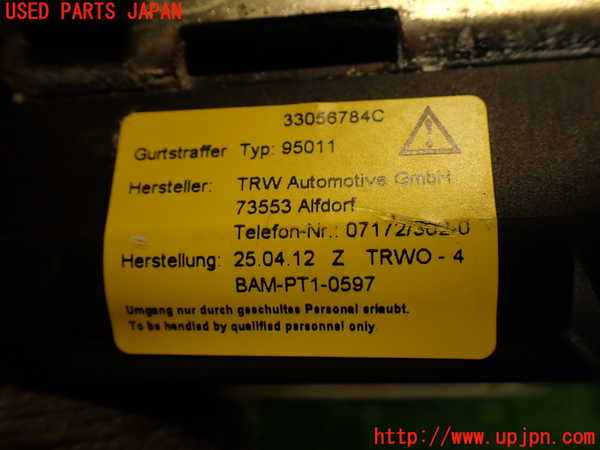 USED PARTS JAPAN
33056784C
Gurtstraffer Typ: 95011
Hersteller: TRW Automotive GmbH
73553 Alfdorf
Telefon-Nr.: 07172/302-0
Herstellung: 25.04.12 Z TRWO - 4
BAM-PT1-0597
Umgang nur durch geschultes Personal erlaubt.
To be handled by qualified personnel only.
http://www.upjpn.com/